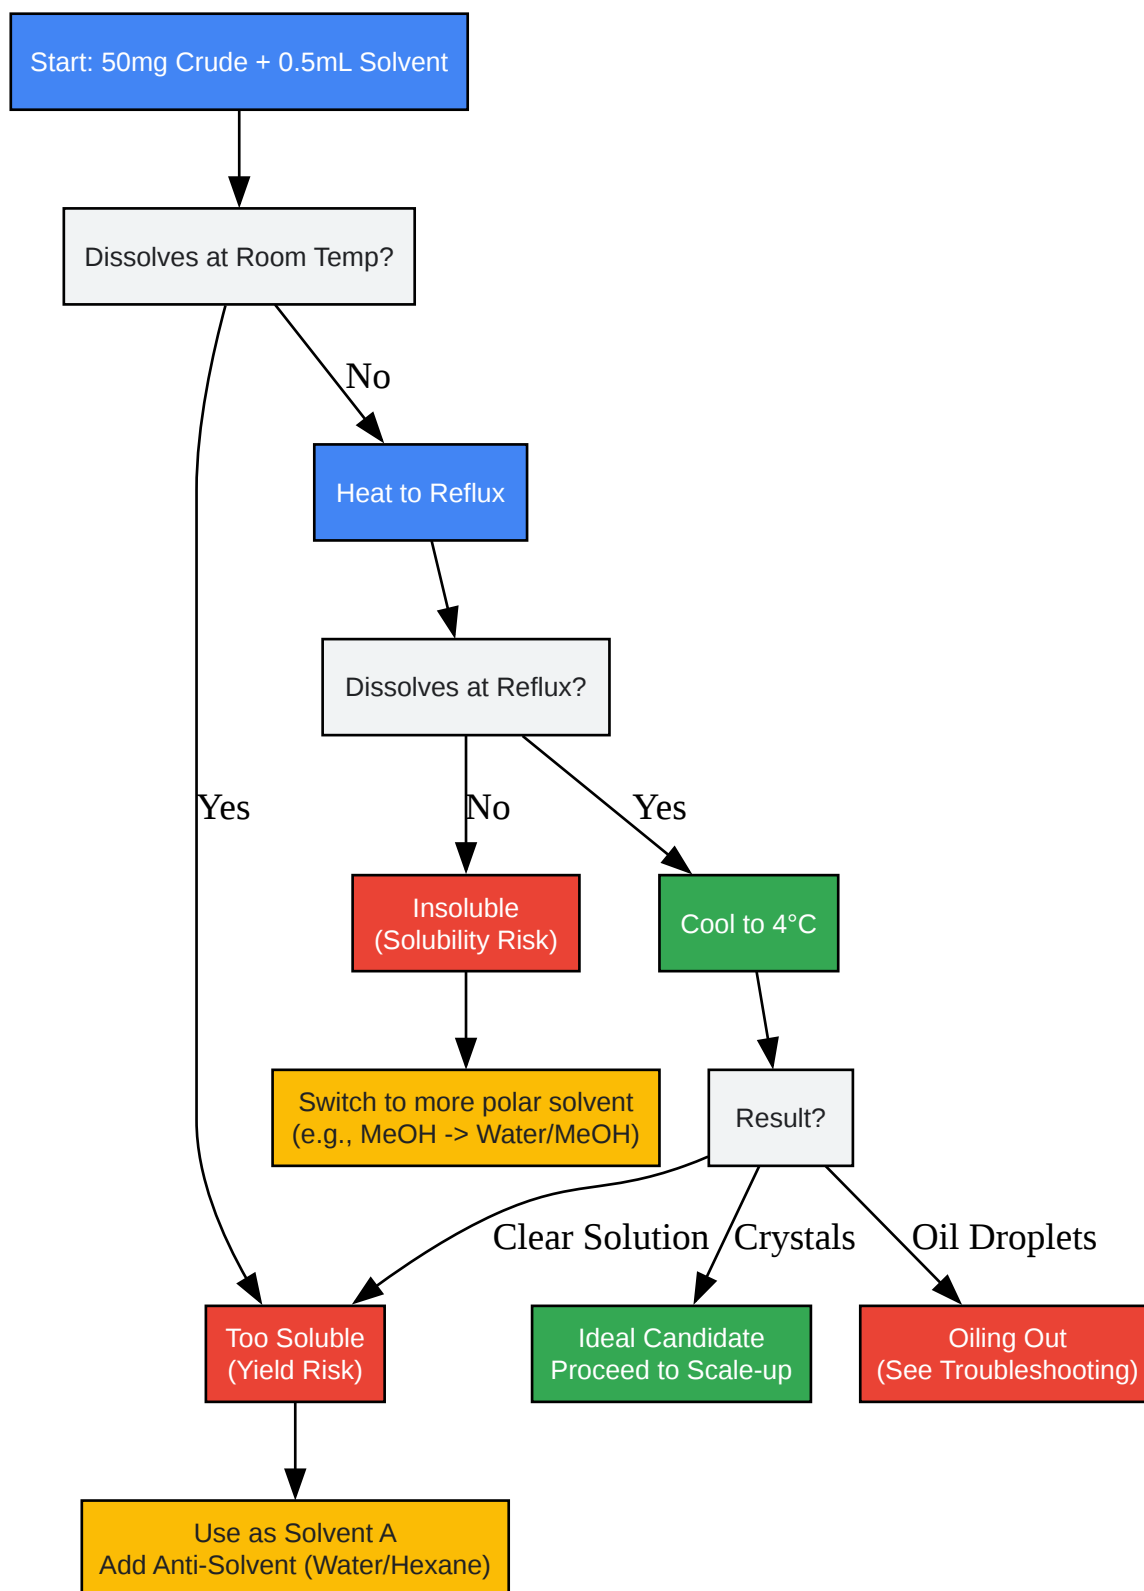 Start: 50mg Crude + 0.5mL Solvent
Dissolves at Room Temp?
No
Heat to Reflux
Dissolves at Reflux?
Yes
No
Yes
Insoluble
(Solubility Risk)
Cool to 4°C
Switch to more polar solvent
(e.g., MeOH -> Water/MeOH)
Result?
Clear Solution
Crystals
Oil Droplets
Too Soluble
(Yield Risk)
Ideal Candidate
Proceed to Scale-up
Oiling Out
(See Troubleshooting)
Use as Solvent A
Add Anti-Solvent (Water/Hexane)